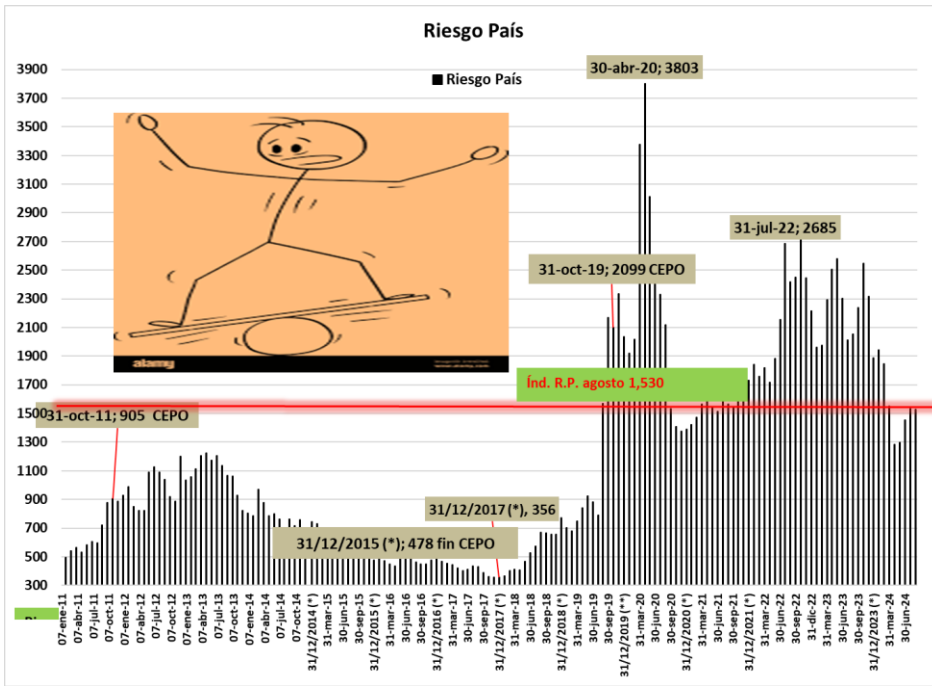 Riesgo País
Riesgo País
3900
3700
3500
3300
3100
2900
2700
2500
2300
2100
1900
1700
1500
1300
1100
900
700
500
300
30-abr-20; 3803
31-jul-22; 2685
31-oct-19; 2099 CEPO
Índ. R.P. agosto 1,530
31-oct-11; 905 CEPO
31/12/2017 (*), 356
31/12/2015 (*); 478 fin CEPO
alamy
www.alamy.com
07-ene-11
07-abr-11
07-jul-11
07-oct-11
07-ene-12
07-abr-12
07-jul-12
07-oct-12
07-ene-13
07-abr-13
07-jul-13
07-oct-13
07-ene-14
07-abr-14
07-jul-14
07-oct-14
31/12/2014 (*)
31-mar-15
30-jun-15
30-sep-15
31/12/2015 (*)
31-mar-16
30-jun-16
30-sep-16
31/12/2016 (*)
31-mar-17
30-jun-17
30-sep-17
31/12/2017 (*)
31-mar-18
30-jun-18
30-sep-18
31/12/2018 (*)
31-mar-19
30-jun-19
30-sep-19
31/12/2019 (**)
31-mar-20
30-jun-20
30-sep-20
31/12/2020 (*)
31-mar-21
30-jun-21
30-sep-21
31/12/2021 (*)
31-mar-22
30-jun-22
30-sep-22
31-dic-22
31-mar-23
30-jun-23
30-sep-23
31/12/2023 (*)
31-mar-24
30-jun-24